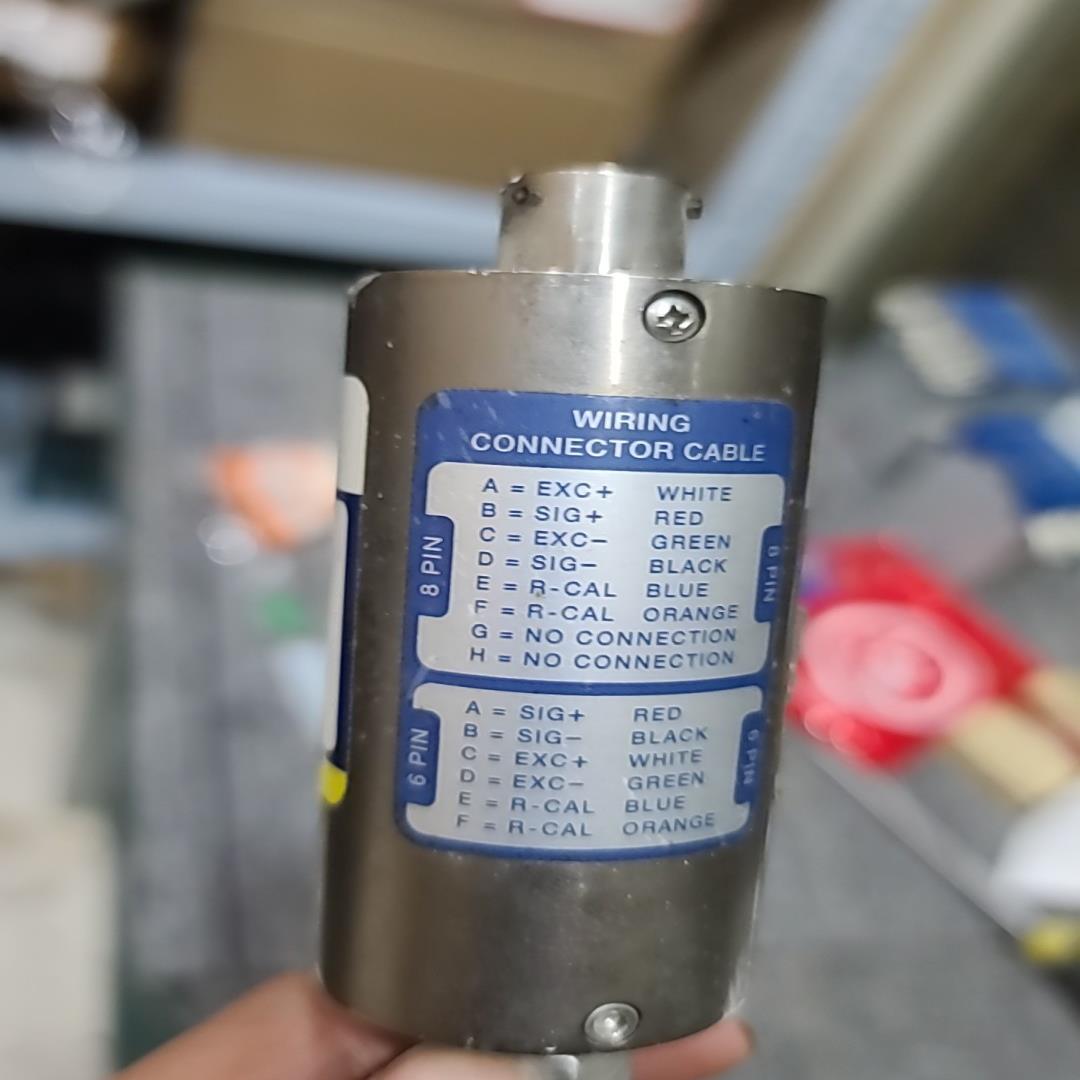 WIRING
CONNECTOR CABLE
8 PIN
A = EXC+ WHITE
B = SIG+ RED
C = EXC− GREEN
D = SIG− BLACK
E = R-CAL BLUE
F = R-CAL ORANGE
G = NO CONNECTION
H = NO CONNECTION
8 PIN
6 PIN
A = SIG+ RED
B = SIG− BLACK
C = EXC+ WHITE
D = EXC− GREEN
E = R-CAL BLUE
F = R-CAL ORANGE
6 PIN